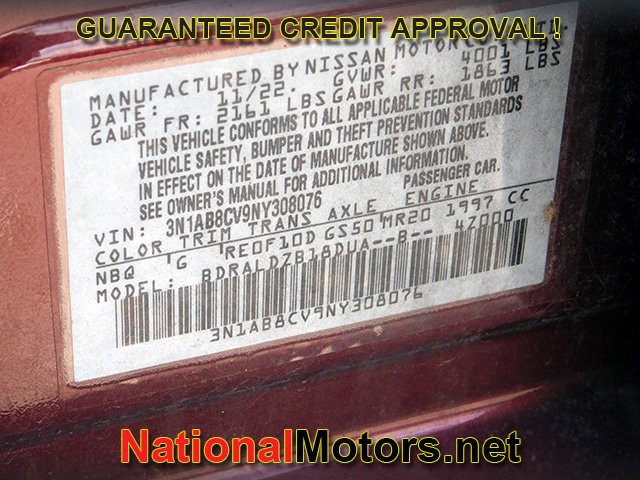 GUARANTEED CREDIT APPROVAL !
MANUFACTURED BY NISSAN MOTOR
DATE: 11/22. GVWR: 4001 LBS
GAWR FR: 2161 LBS GAWR RR: 1863 LBS
THIS VEHICLE CONFORMS TO ALL APPLICABLE FEDERAL MOTOR
VEHICLE SAFETY, BUMPER AND THEFT PREVENTION STANDARDS
IN EFFECT ON THE DATE OF MANUFACTURE SHOWN ABOVE.
SEE OWNER'S MANUAL FOR ADDITIONAL INFORMATION.
VIN: 3N1AB8CV9NY308076 PASSENGER CAR.
COLOR TRIM TRANS AXLE ENGINE
NBQ G RE0F10D GS50 MR20 1997 CC
MODEL: BDRALDZB18DUA--B-- 4Z000
3N1AB8CV9NY308076
NationalMotors.net